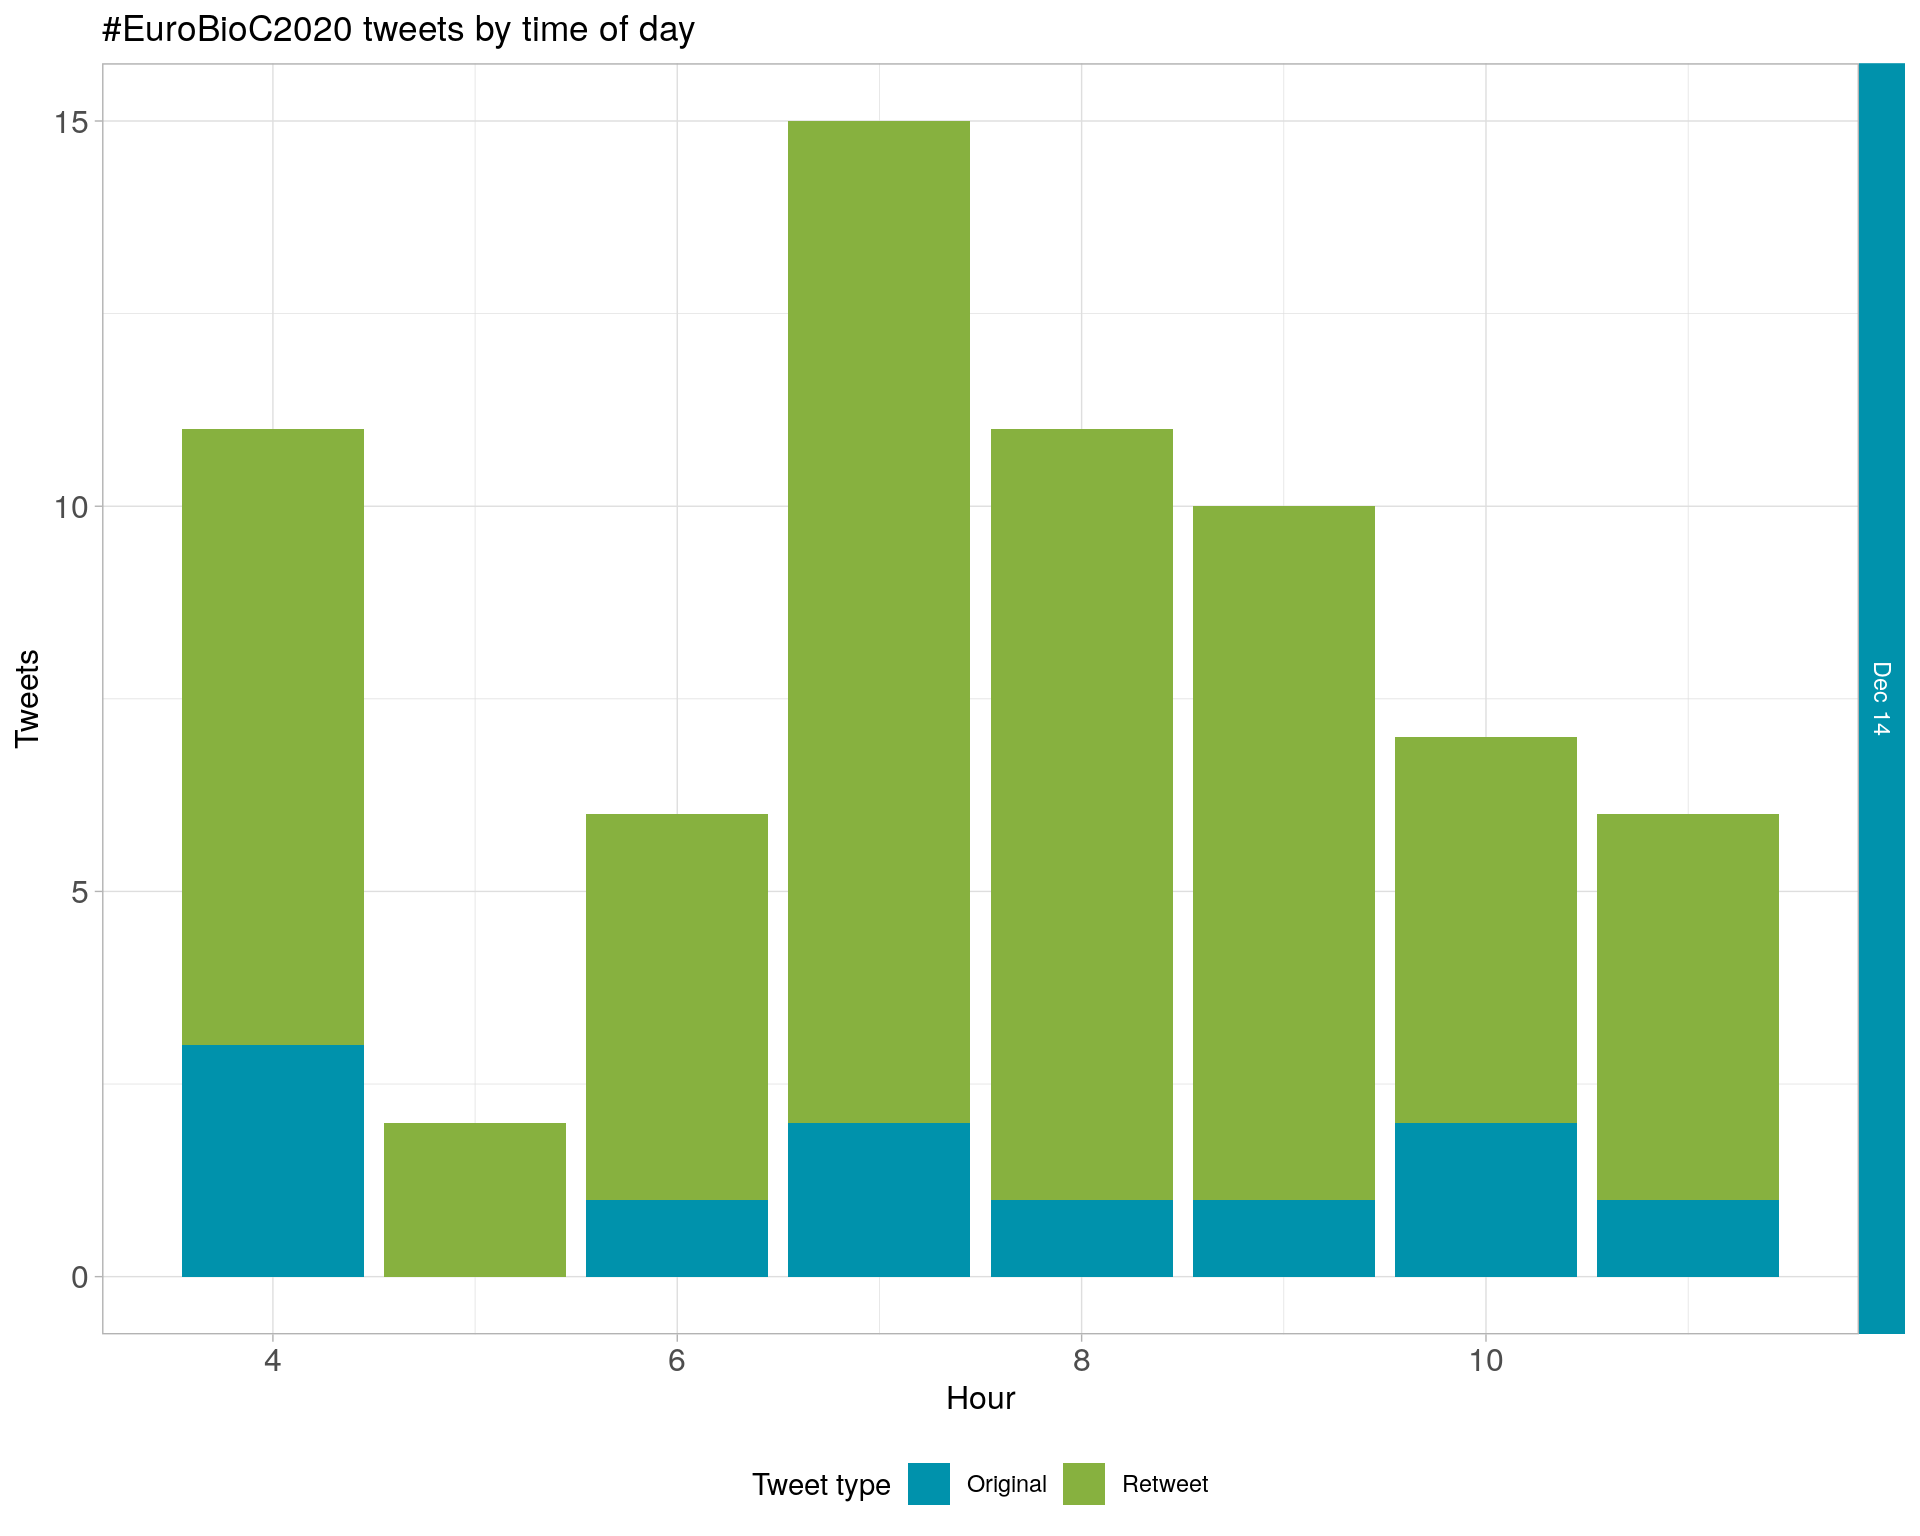 #EuroBioC2020 tweets by time of day
15
10
5
0
Tweets
Dec 14
4 6 8 10
Hour
Tweet type Original Retweet